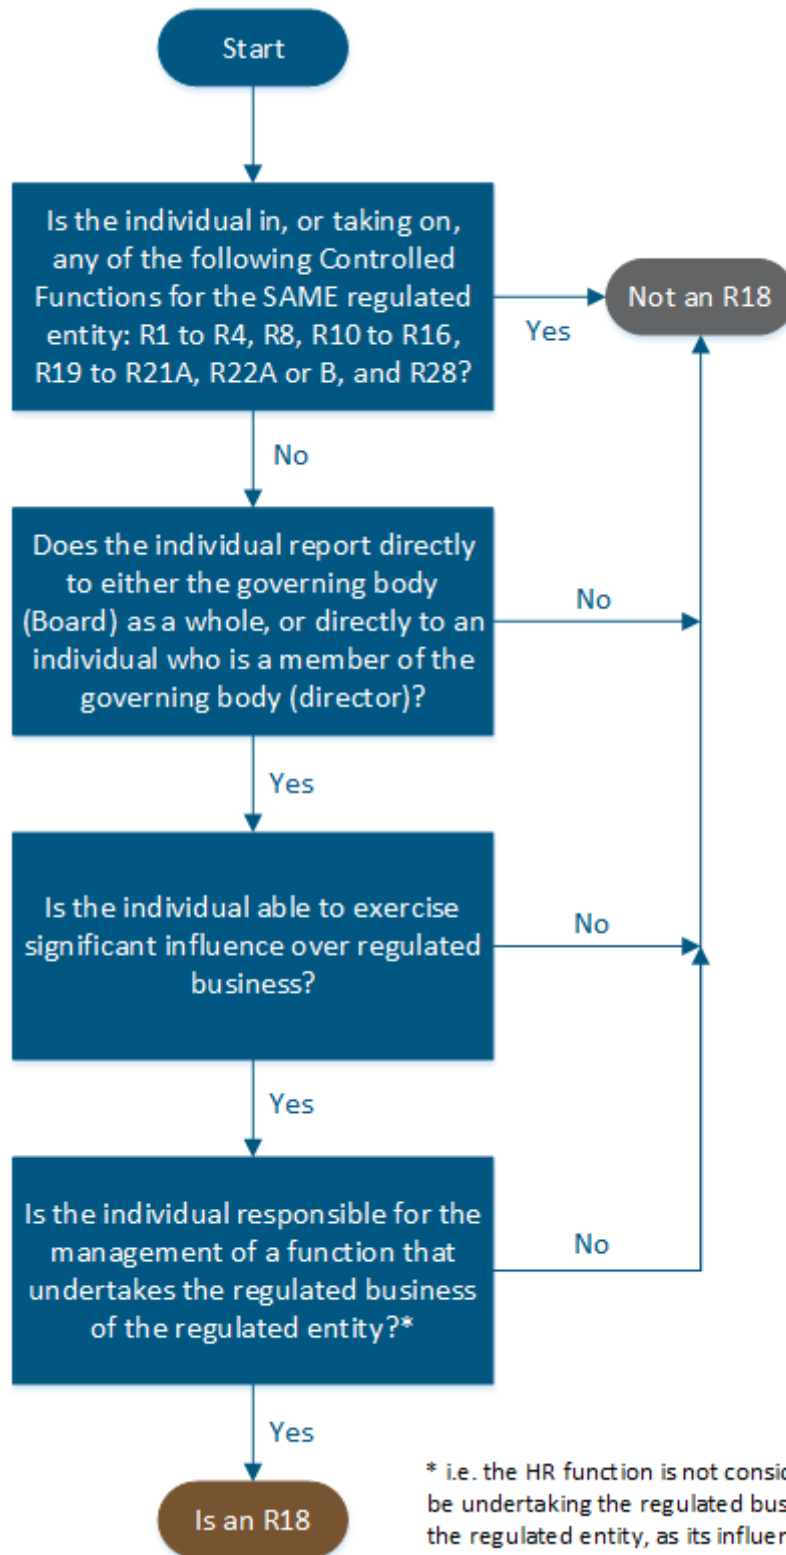 Start
Is the individual in, or taking on,
any of the following Controlled
Functions for the SAME regulated
entity: R1 to R4, R8, R10 to R16,
R19 to R21A, R22A or B, and R28?
Yes
Not an R18
No
Does the individual report directly
to either the governing body
(Board) as a whole, or directly to an
individual who is a member of the
governing body (director)?
No
Yes
Is the individual able to exercise
significant influence over regulated
business?
No
Yes
Is the individual responsible for the
management of a function that
undertakes the regulated business
of the regulated entity?*
No
Yes
Is an R18
* i.e. the HR function is not
be undertaking the regulated
the regulated entity, as its